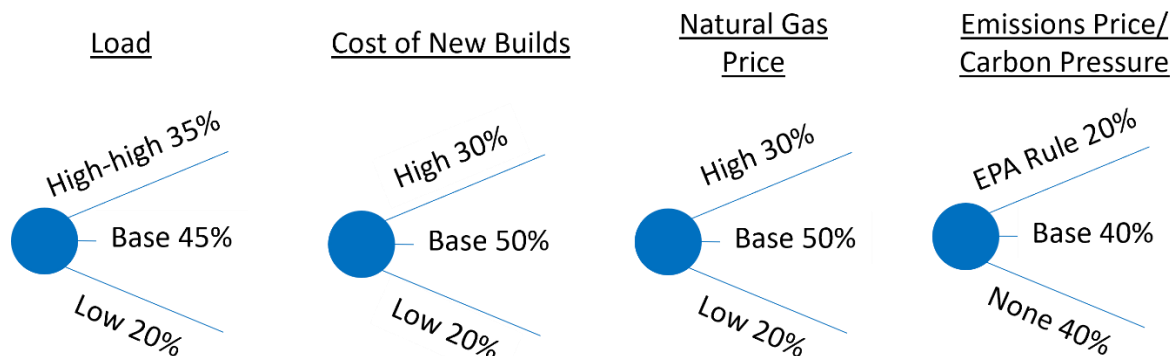 Load
High-high 35%
Base 45%
Low 20%
Cost of New Builds
High 30%
Base 50%
Low 20%
Natural Gas
Price
High 30%
Base 50%
Low 20%
Emissions Price/
Carbon Pressure
EPA Rule 20%
Base 40%
None 40%